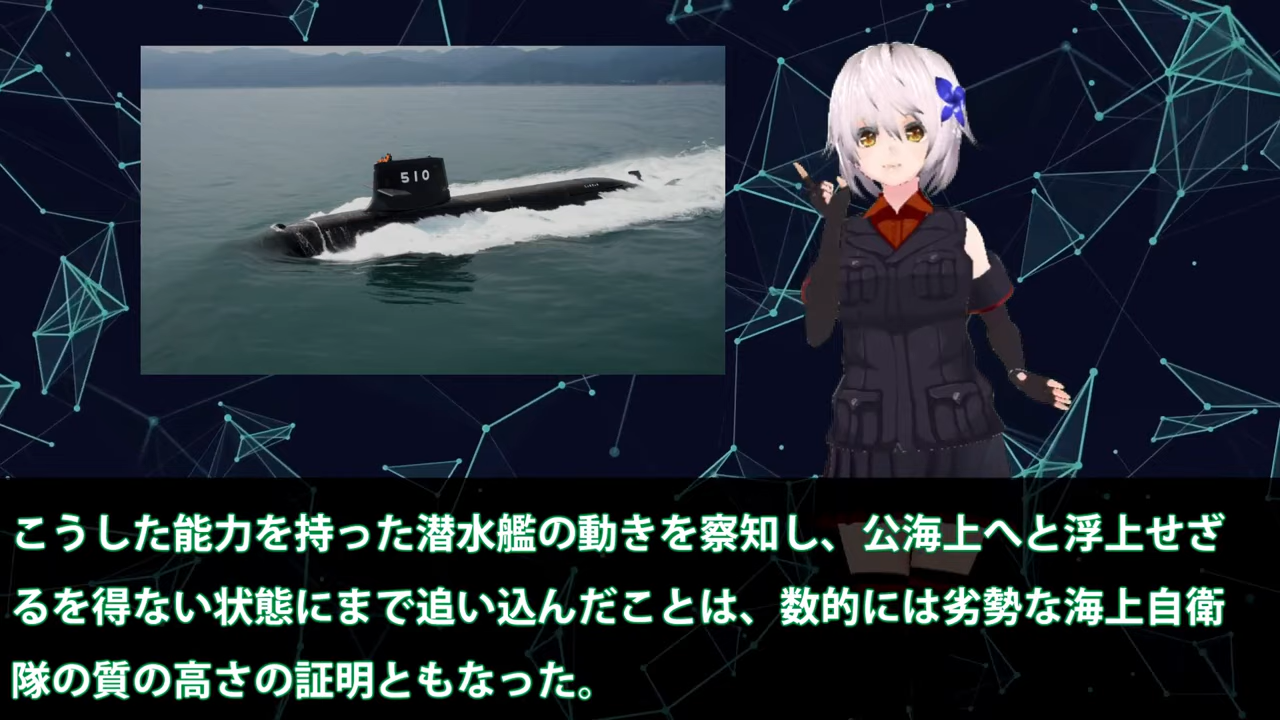 510
こうした能力を持った潜水艦の動きを察知し、公海上へと浮上せざ
るを得ない状態にまで追い込んだことは、数的には劣勢な海上自衛
隊の質の高さの証明ともなった。